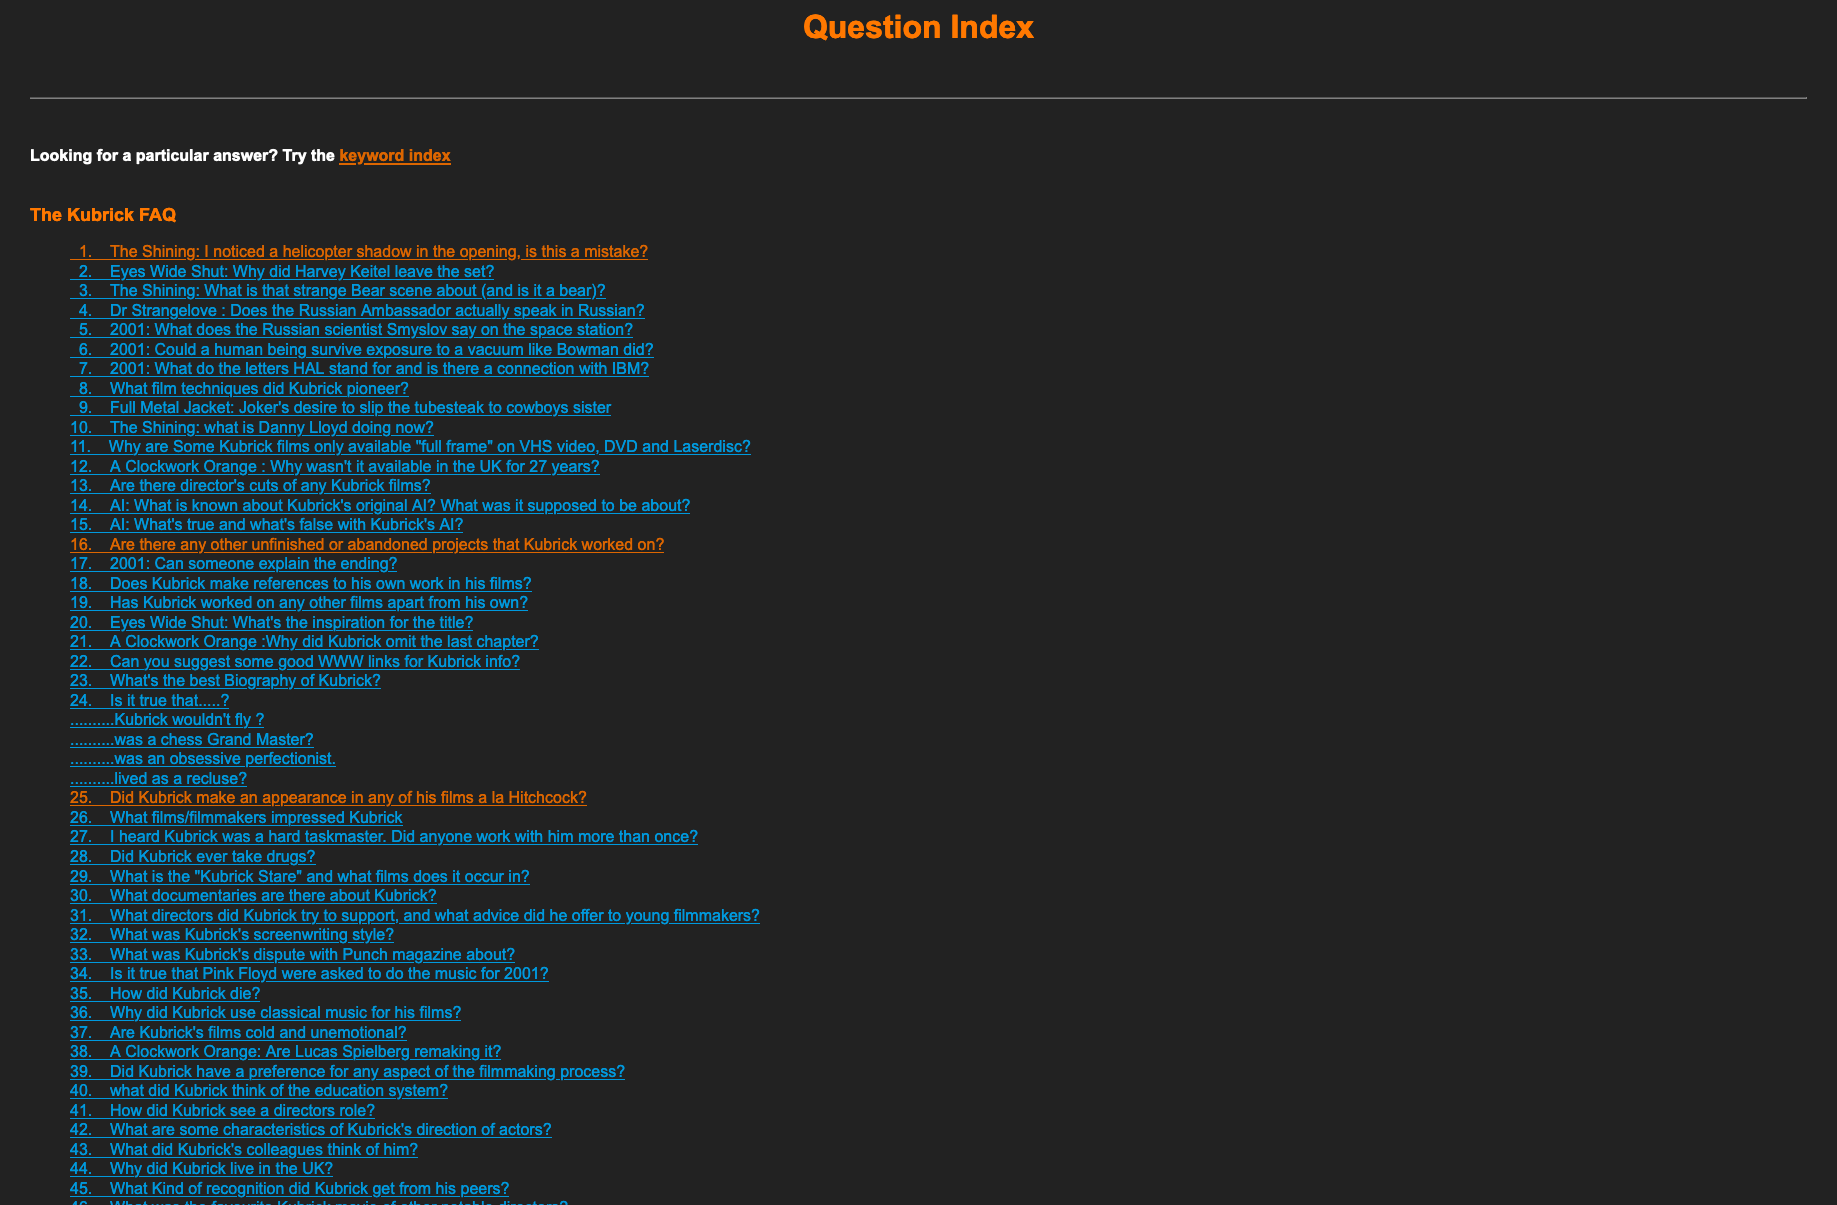 Question Index
Looking for a particular answer? Try the keyword index
The Kubrick FAQ
1. The Shining: I noticed a helicopter shadow in the opening, is this a mistake?
2. Eyes Wide Shut: Why did Harvey Keitel leave the set?
3. The Shining: What is that strange Bear scene about (and is it a bear)?
4. Dr Strangelove : Does the Russian Ambassador actually speak in Russian?
5. 2001: What does the Russian scientist Smyslov say on the space station?
6. 2001: Could a human being survive exposure to a vacuum like Bowman did?
7. 2001: What do the letters HAL stand for and is there a connection with IBM?
8. What film techniques did Kubrick pioneer?
9. Full Metal Jacket: Joker's desire to slip the tubesteak to cowboys sister
10. The Shining: what is Danny Lloyd doing now?
11. Why are Some Kubrick films only available "full frame" on VHS video, DVD and Laserdisc?
12. A Clockwork Orange : Why wasn't it available in the UK for 27 years?
13. Are there director's cuts of any Kubrick films?
14. AI: What is known about Kubrick's original AI? What was it supposed to be about?
15. AI: What's true and what's false with Kubrick's AI?
16. Are there any other unfinished or abandoned projects that Kubrick worked on?
17. 2001: Can someone explain the ending?
18. Does Kubrick make references to his own work in his films?
19. Has Kubrick worked on any other films apart from his own?
20. Eyes Wide Shut: What's the inspiration for the title?
21. A Clockwork Orange :Why did Kubrick omit the last chapter?
22. Can you suggest some good WWW links for Kubrick info?
23. What's the best Biography of Kubrick?
24. Is it true that.....?
..........Kubrick wouldn't fly ?
..........was a chess Grand Master?
..........was an obsessive perfectionist.
..........lived as a recluse?
25. Did Kubrick make an appearance in any of his films a la Hitchcock?
26. What films/filmmakers impressed Kubrick
27. I heard Kubrick was a hard taskmaster. Did anyone work with him more than once?
28. Did Kubrick ever take drugs?
29. What is the "Kubrick Stare" and what films does it occur in?
30. What documentaries are there about Kubrick?
31. What directors did Kubrick try to support, and what advice did he offer to young filmmakers?
32. What was Kubrick's screenwriting style?
33. What was Kubrick's dispute with Punch magazine about?
34. Is it true that Pink Floyd were asked to do the music for 2001?
35. How did Kubrick die?
36. Why did Kubrick use classical music for his films?
37. Are Kubrick's films cold and unemotional?
38. A Clockwork Orange: Are Lucas Spielberg remaking it?
39. Did Kubrick have a preference for any aspect of the filmmaking process?
40. what did Kubrick think of the education system?
41. How did Kubrick see a directors role?
42. What are some characteristics of Kubrick's direction of actors?
43. What did Kubrick's colleagues think of him?
44. Why did Kubrick live in the UK?
45. What Kind of recognition did Kubrick get from his peers?